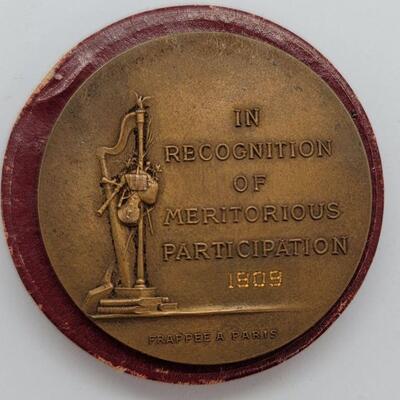 IN
RECOGNITION
OF
MERITORIOUS
PARTICIPATION
1909
FRAPPÉE A PARIS